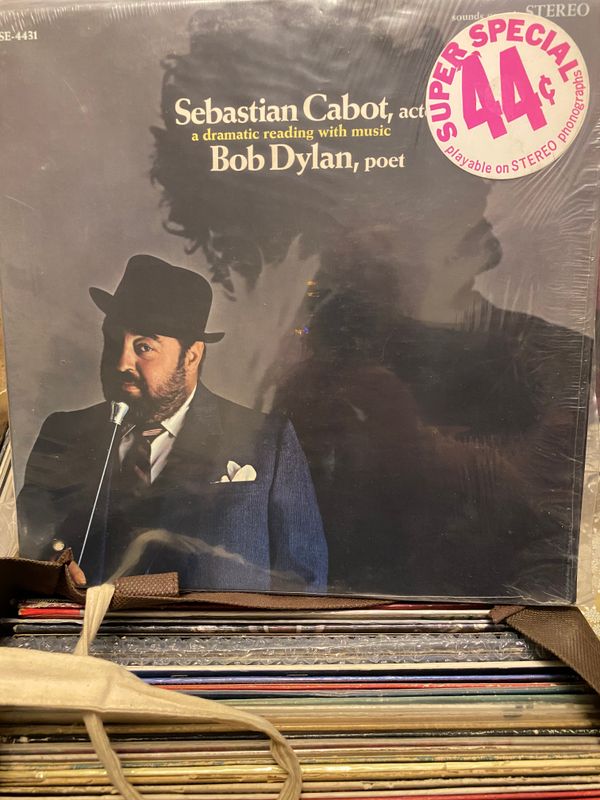 SE-4431
STEREO
SUPER SPECIAL
44¢
playable on STEREO phonographs
Sebastian Cabot,
a dramatic reading with music
Bob Dylan, poet